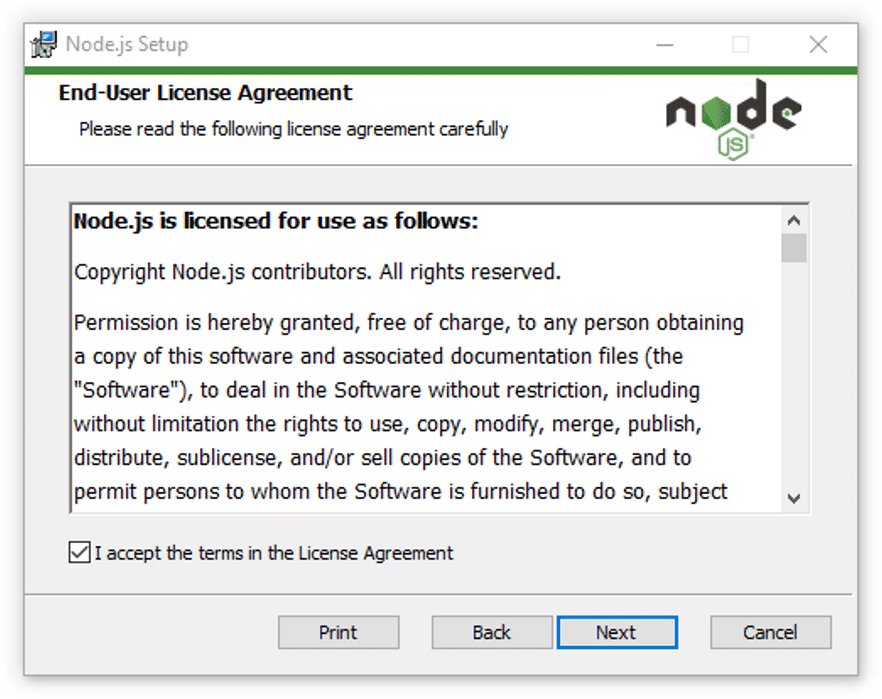 Node.js Setup
End-User License Agreement
Please read the following license agreement carefully
node
JS
Node.js is licensed for use as follows:
Copyright Node.js contributors. All rights reserved.
Permission is hereby granted, free of charge, to any person obtaining
a copy of this software and associated documentation files (the
"Software"), to deal in the Software without restriction, including
without limitation the rights to use, copy, modify, merge, publish,
distribute, sublicense, and/or sell copies of the Software, and to
permit persons to whom the Software is furnished to do so, subject
I accept the terms in the License Agreement
Print
Back
Next
Cancel